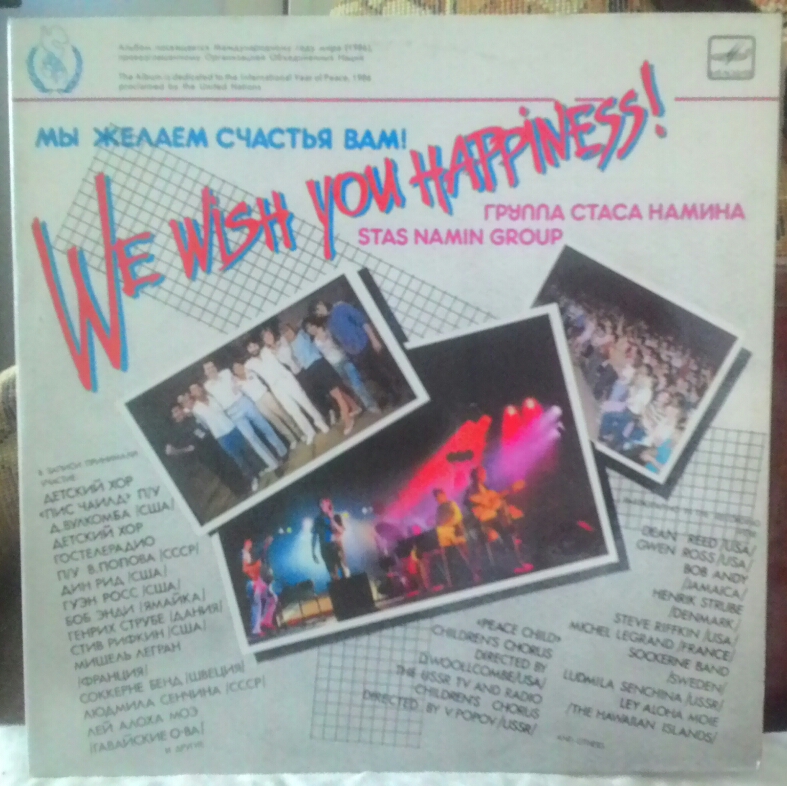 Альбом посвящается Международному году мира (1986),
провозглашенному Организацией Объединенных Наций
The Album is dedicated to the International Year of Peace, 1986
proclaimed by the United Nations
МЫ ЖЕЛАЕМ СЧАСТЬЯ ВАМ!
WE WISH YOU HAPPINESS!
ГРУППА СТАСА НАМИНА
STAS NAMIN GROUP
В ЗАПИСИ ПРИНИМАЛИ
УЧАСТИЕ:
ДЕТСКИЙ ХОР
«ПИС ЧАЙЛД» П/У
Д. ВУЛКОМБА /США/
ДЕТСКИЙ ХОР
ГОСТЕЛЕРАДИО
П/У В. ПОПОВА /СССР/
ДИН РИД /США/
ГУЭН РОСС /США/
БОБ ЭНДИ /ЯМАЙКА/
ГЕНРИХ СТРУБЕ /ДАНИЯ/
СТИВ РИФКИН /США/
МИШЕЛЬ ЛЕГРАН
/ФРАНЦИЯ/
СОККЕРНЕ БЕНД /ШВЕЦИЯ/
ЛЮДМИЛА СЕНЧИНА /СССР/
ЛЕЙ АЛОХА МОЭ
/ГАВАЙСКИЕ О-ВА/
И ДРУГИЕ
«PEACE CHILD»
CHILDREN'S CHORUS
DIRECTED BY
D.WOOLLCOMBE /USA/
THE USSR TV AND RADIO
CHILDREN'S CHORUS
DIRECTED BY V. POPOV /USSR/
DEAN REED /USA/
GWEN ROSS /USA/
BOB ANDY
/JAMAICA/
HENRIK STRUBE
/DENMARK/
STEVE RIFFKIN /USA/
MICHEL LEGRAND /FRANCE/
SOCKERNE BAND
/SWEDEN/
LUDMILA SENCHINA /USSR/
LEY ALOHA MOIE
/THE HAWAIIAN ISLANDS/
AND OTHERS